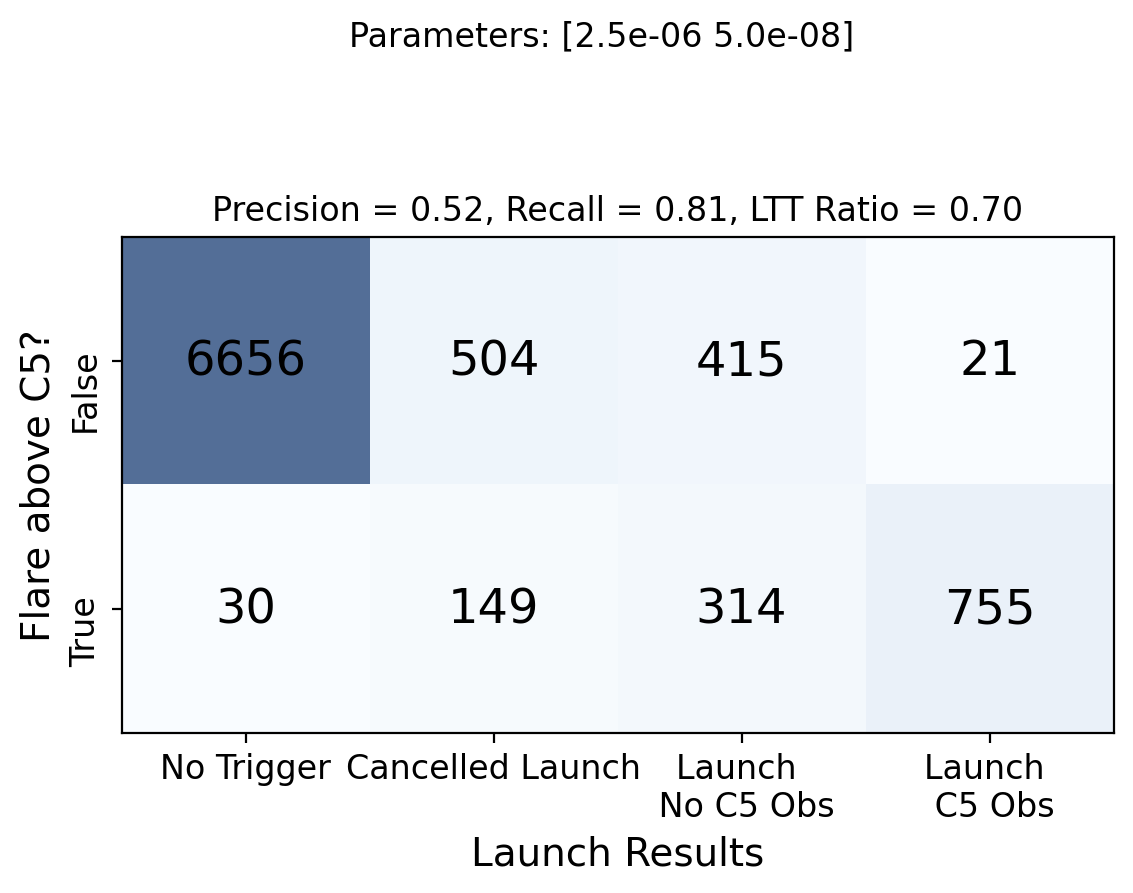 Parameters: [2.5e-06 5.0e-08]
Precision = 0.52, Recall = 0.81, LTT Ratio = 0.70
Flare above C5?
False
6656
504
415
21
True
30
149
314
755
No Trigger
Cancelled Launch
Launch
No C5 Obs
Launch
C5 Obs
Launch Results